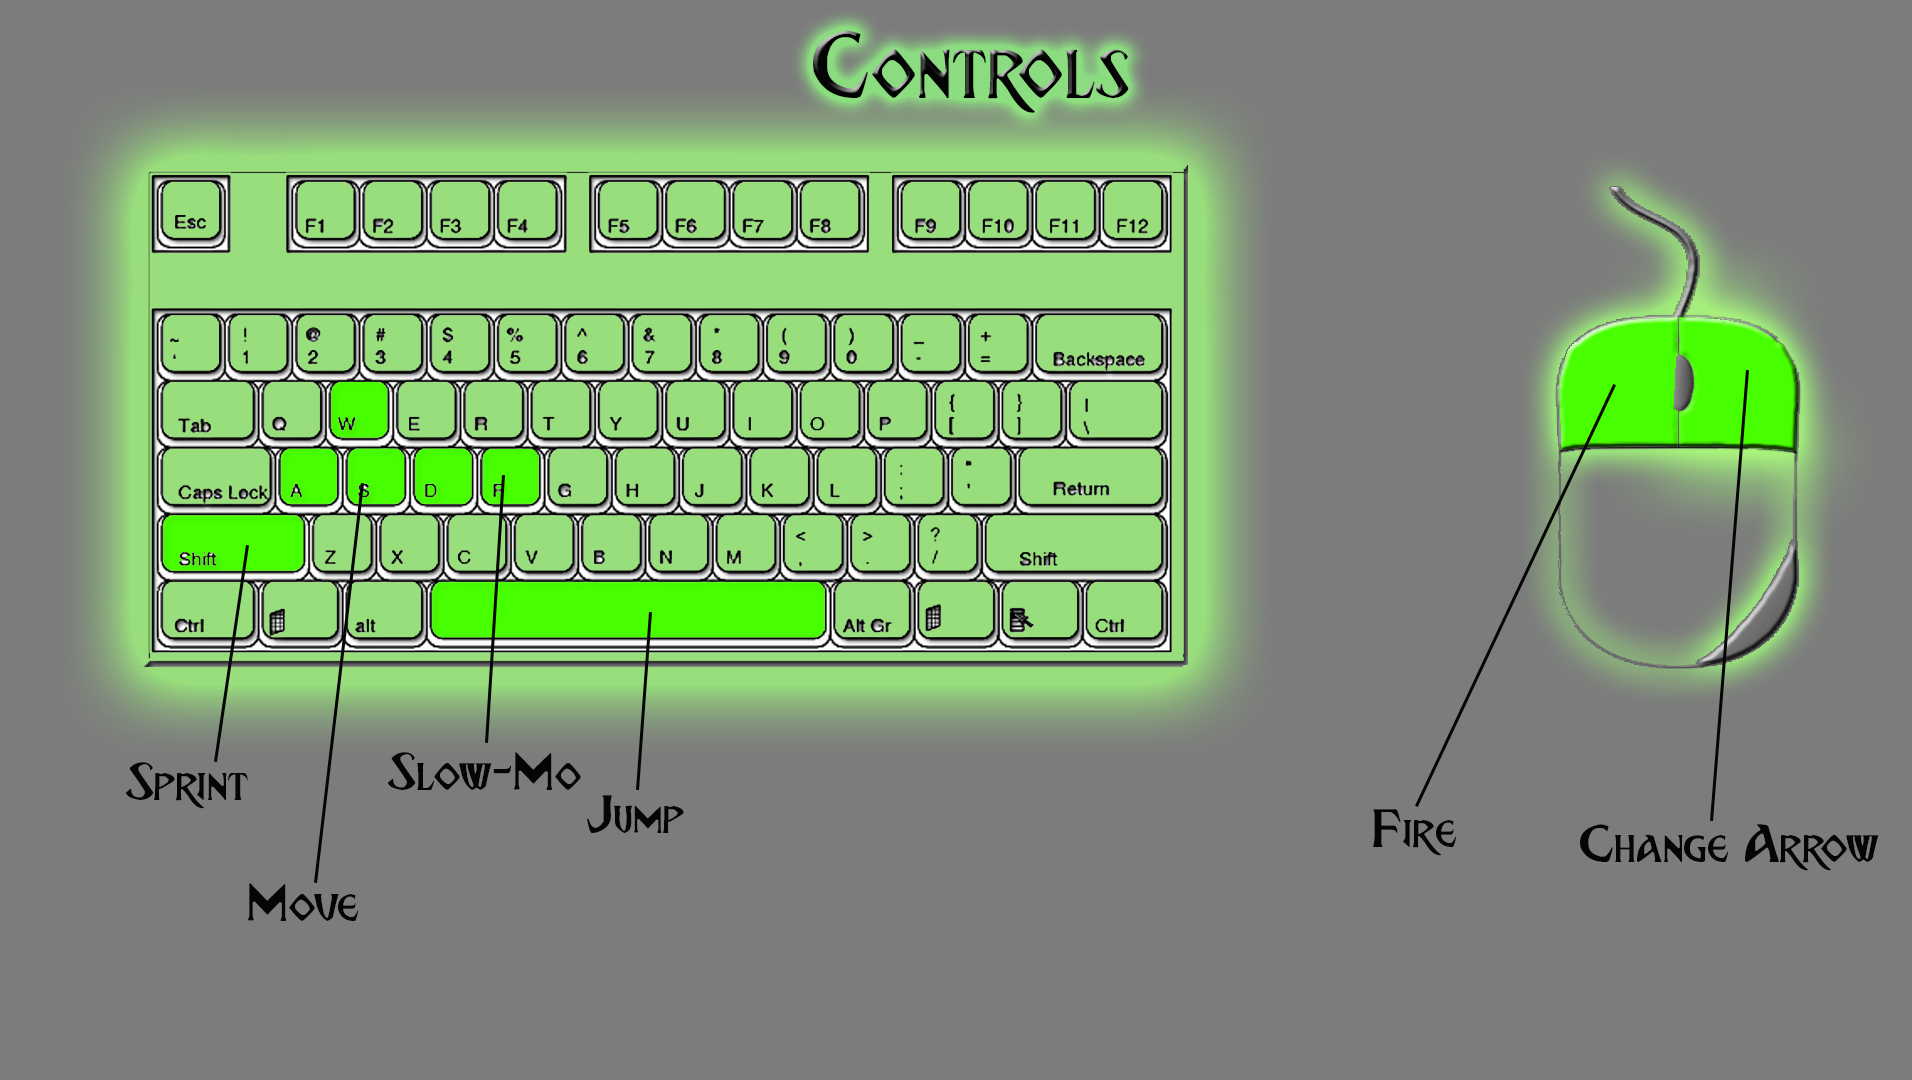 Controls
Esc F1 F2 F3 F4 F5 F6 F7 F8 F9 F10 F11 F12
~ ! @ # $ % ^ & * ( ) _ +
' 1 2 3 4 5 6 7 8 9 0 - = Backspace
Tab Q W E R T Y U I O P { [ } ] | \
Caps Lock A S D F G H J K L : ; " ' Return
Shift Z X C V B N M < , > . ? / Shift
Ctrl alt Alt Gr Ctrl
Sprint
Slow-Mo
Jump
Move
Fire
Change Arrow